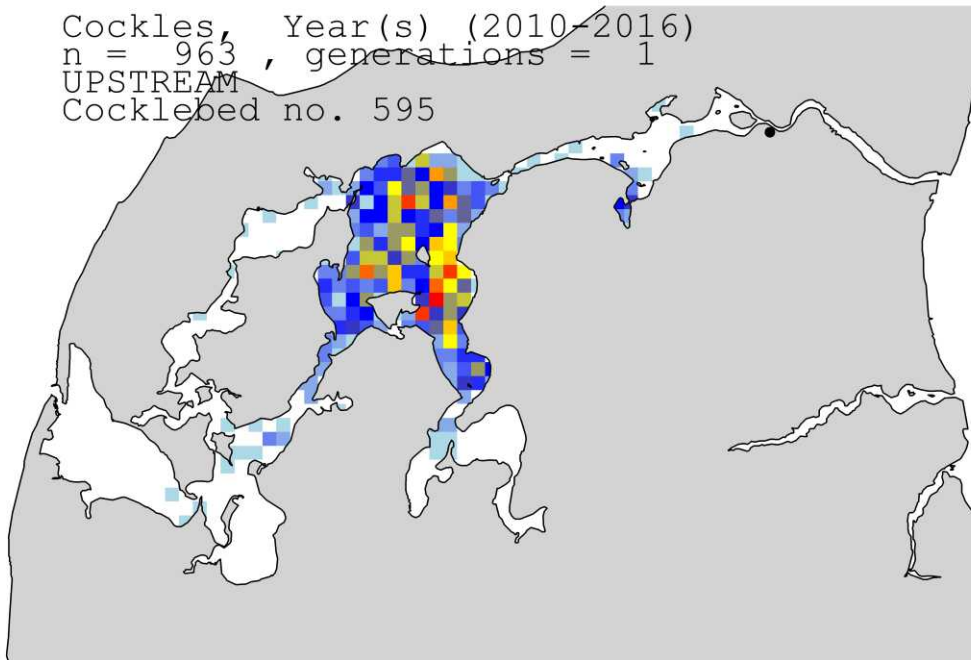 Cockles, Year(s) (2010-2016)
n = 963 , generations = 1
UPSTREAM
Cocklebed no. 595